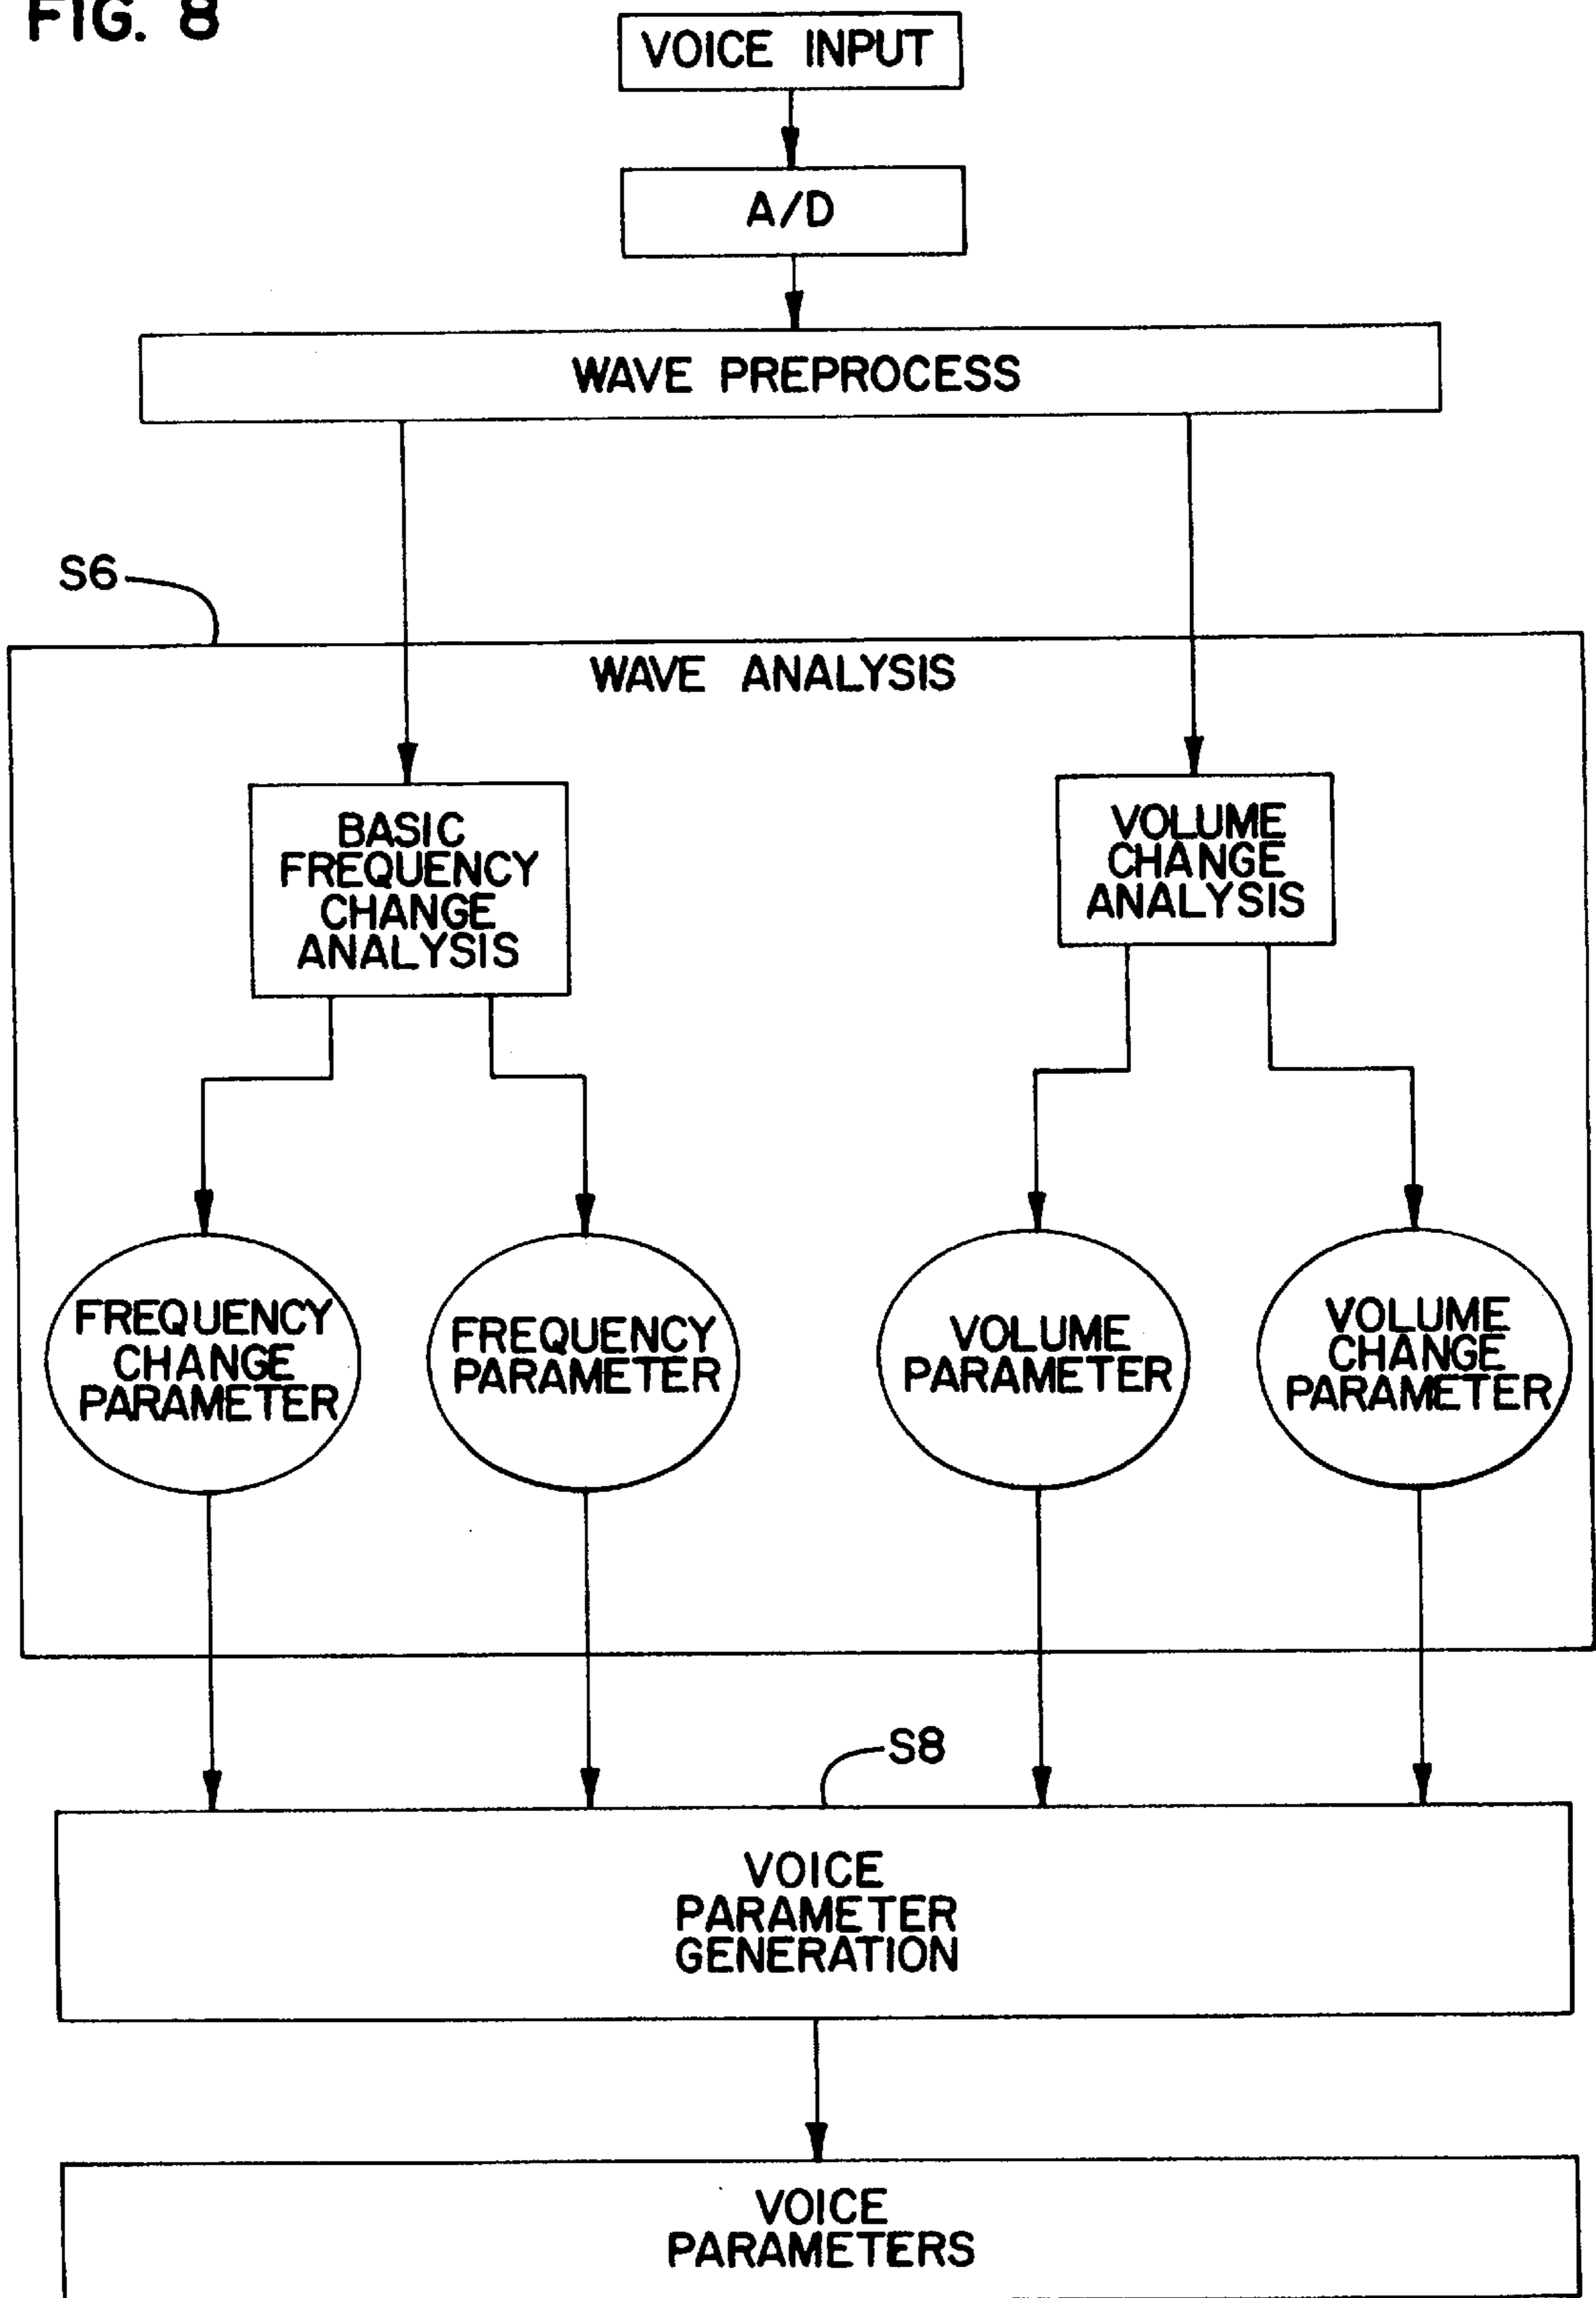 FIG. 8
VOICE INPUT
A/D
WAVE PREPROCESS
S6
WAVE ANALYSIS
BASIC
FREQUENCY
CHANGE
ANALYSIS
VOLUME
CHANGE
ANALYSIS
FREQUENCY
CHANGE
PARAMETER
FREQUENCY
PARAMETER
VOLUME
PARAMETER
VOLUME
CHANGE
PARAMETER
S8
VOICE
PARAMETER
GENERATION
VOICE
PARAMETERS